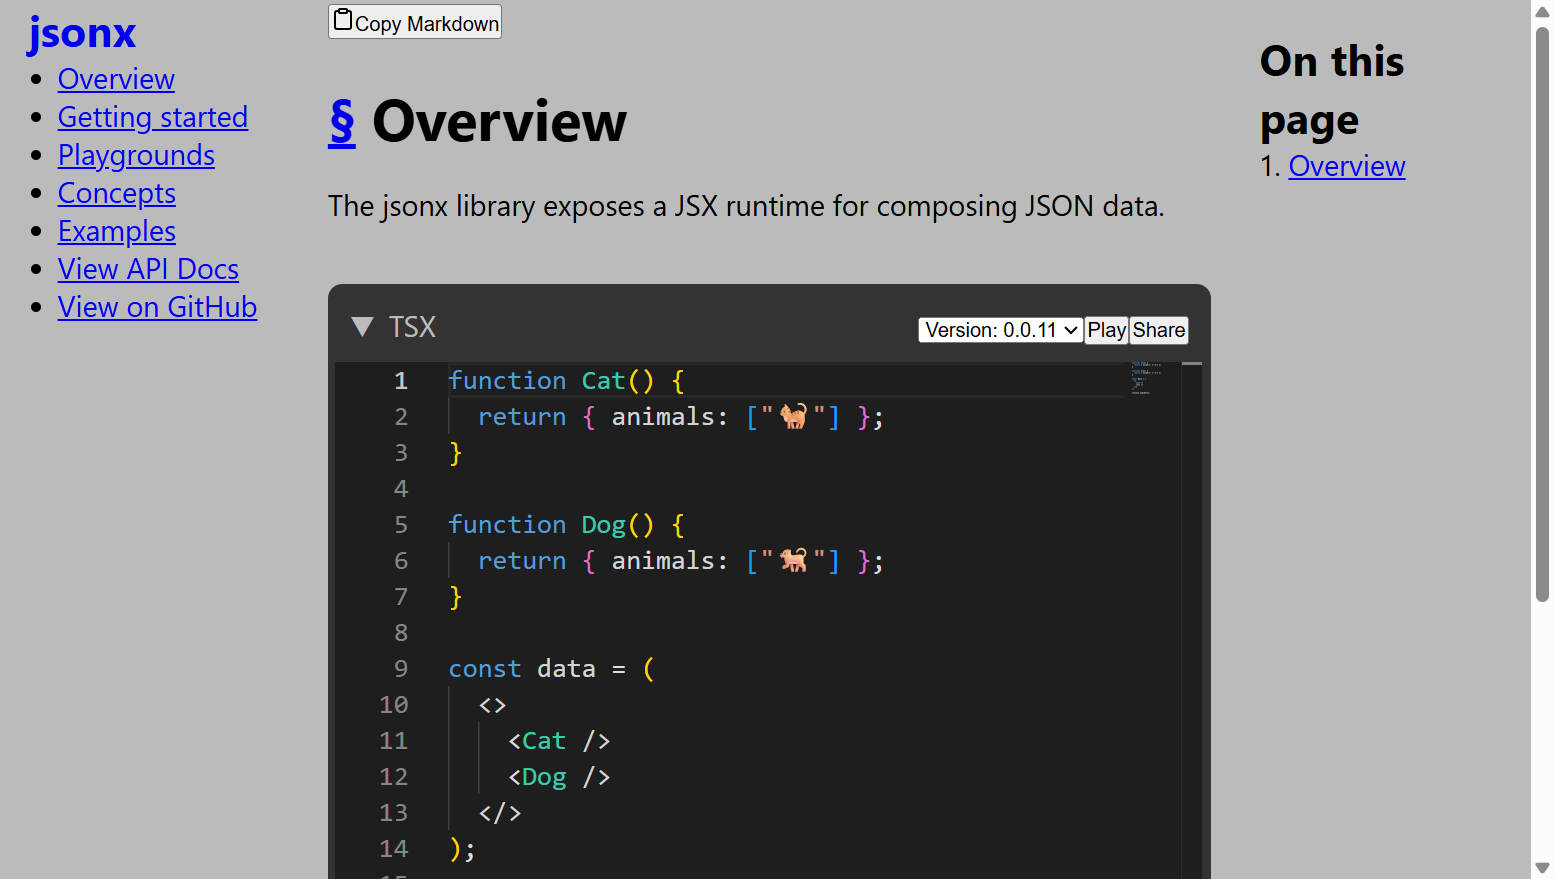 jsonx
Overview
Getting started
Playgrounds
Concepts
Examples
View API Docs
View on GitHub
Copy Markdown
§ Overview
The jsonx library exposes a JSX runtime for composing JSON data.
▼ TSX
Version: 0.0.11 Play Share
1 function Cat() {
2 return { animals: ["🐈"] };
3 }
4
5 function Dog() {
6 return { animals: ["🐕"] };
7 }
8
9 const data = (
10 <>
11 <Cat />
12 <Dog />
13 </>
14 );
On this
page
1. Overview